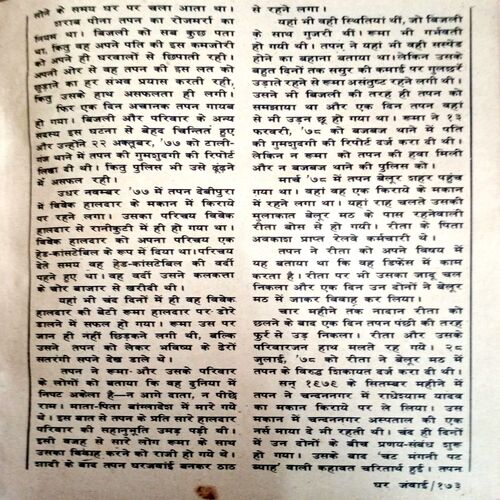 सोने के समय घर पर चला आता था।
शराब पीना तपन का रोजमर्रा का
नियम था। बिजली को सब कुछ पता
था, किंतु वह अपने पति की इस कमजोरी
को अपने ही घरवालों से छिपाती रही।
अपनी ओर से वह तपन की इस लत को
छुड़ाने का हर संभव प्रयास करती रही,
किंतु उसके हाथ असफलता ही लगी।
फिर एक दिन अचानक तपन गायब
हो गया। बिजली और परिवार के अन्य
सदस्य इस घटना से बेहद चिन्तित हुए
और उन्होंने २२ अक्तूबर, '७७ को टाली-
गंज थाने में तपन की गुमशुदगी की रिपोर्ट
लिखा दी थी। किंतु पुलिस भी उसे ढूंढ़ने
में असफल रही।
उधर नवम्बर '७७ में तपन देबीपुरा
में विवेक हालदार के मकान में किराये
पर रहने लगा। उसका परिचय विवेक
हालदार से रानीकुटी में ही हो गया था।
विवेक हालदार को अपना परिचय एक
हेड-कांस्टेबिल के रूप में दिया था। परिचय
देते समय वह हेड-कांस्टेबिल की वर्दी
पहने हुए था। वह वर्दी उसने कलकत्ता
के चोर बाजार से खरीदी थी।
यहां भी चंद दिनों में ही वह विवेक
हालदार की बेटी रूमा हालदार पर डोरे
डालने में सफल हो गया। रूमा उस पर
जान ही नहीं छिड़कने लगी थी, बल्कि
उसने तपन को लेकर भविष्य के ढेरों
सतरंगी सपने देख डाले थे।
तपन ने रूमा-और उसके परिवार
के लोगों को बताया कि वह दुनिया में
निपट अकेला है—न आगे दाता, न पीछे
राम। माता-पिता बांगलादेश में मारे गये
थे। इस बात से तपन के प्रति सारे हालदार
परिवार की सहानुभूति उमड़ पड़ी थी।
इसी वजह से सारे लोग रूमा के साथ
उसका विवाह करने को राजी हो गये थे।
शादी के बाद तपन घरजंवाई बनकर ठाठ
से रहने लगा।
यहां भी वही स्थितियां थीं, जो बिजली
के साथ गुजरी थीं। रूमा भी गर्भवती
हो गयी थी। तपन ने यहां भी वही सस्पेंड
होने का बहाना बताया था। लेकिन उसके
बहुत दिनों तक ससुर की कमाई पर गुलछर्रे
उड़ाते रहने से रूमा असंतुष्ट रहने लगी थी।
उसने भी बिजली की तरह ही तपन को
समझाया था और एक दिन तपन वहां
से भी उड़न छू हो गया था। रूमा ने १३
फरवरी, '७८ को बजबज थाने में पति
की गुमशुदगी की रिपोर्ट दर्ज करा दी थी।
लेकिन न रूमा को तपन की हवा मिली
और न बजबज थाने की पुलिस को।
मार्च '७८ में तपन बेलूर शहर पहुंच
गया था। वहां वह एक किराये के मकान
में रहने लगा था। यहां राह चलते उसकी
मुलाकात बेलूर मठ के पास रहनेवाली
रीता बोस से हो गयी। रीता के पिता
अवकाश प्राप्त रेलवे कर्मचारी थे।
तपन ने रीता को अपने विषय में
यह बताया था कि वह डिफेंस में काम
करता है। रीता पर भी उसका जादू चल
निकला और एक दिन उन दोनों ने बेलूर
मठ में जाकर विवाह कर लिया।
चार महीने तक नादान रीता को
छलने के बाद एक दिन तपन पंछी की तरह
फुर्र से उड़ निकला। रीता और उसके
परिवारजन हाथ मलते रह गये। २८
जुलाई, '७८ को रीता ने बेलूर मठ में
तपन के विरुद्ध शिकायत दर्ज करा दी थी।
सन् १९७९ के सितम्बर महीने में
तपन ने चन्दननगर में राधेश्याम यादव
का मकान किराये पर ले लिया। उस
मकान में चन्दननगर अस्पताल की एक
नर्स माया दे भी रहती थी। चंद ही दिनों
में उन दोनों के बीच प्रणय-संबंध शुरू
हो गया। उसके बाद 'चट मंगनी पट
ब्याह' वाली कहावत चरितार्थ हुई। तपन
घर जंवाई/१७३